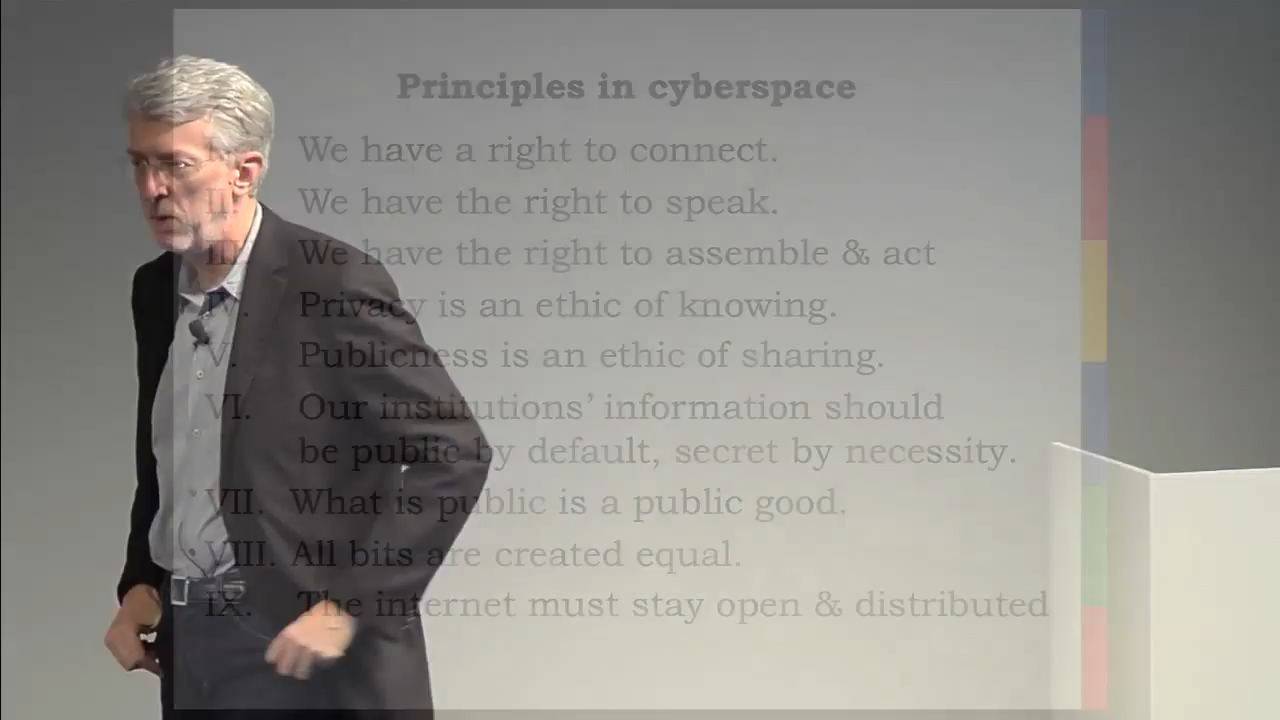 Principles in cyberspace
We have a right to connect.
II. We have the right to speak.
III. We have the right to assemble & act
IV. Privacy is an ethic of knowing.
V. Publicness is an ethic of sharing.
VI. Our institutions’ information should
be public by default, secret by necessity.
VII. What is public is a public good.
VIII. All bits are created equal.
IX. The internet must stay open & distributed